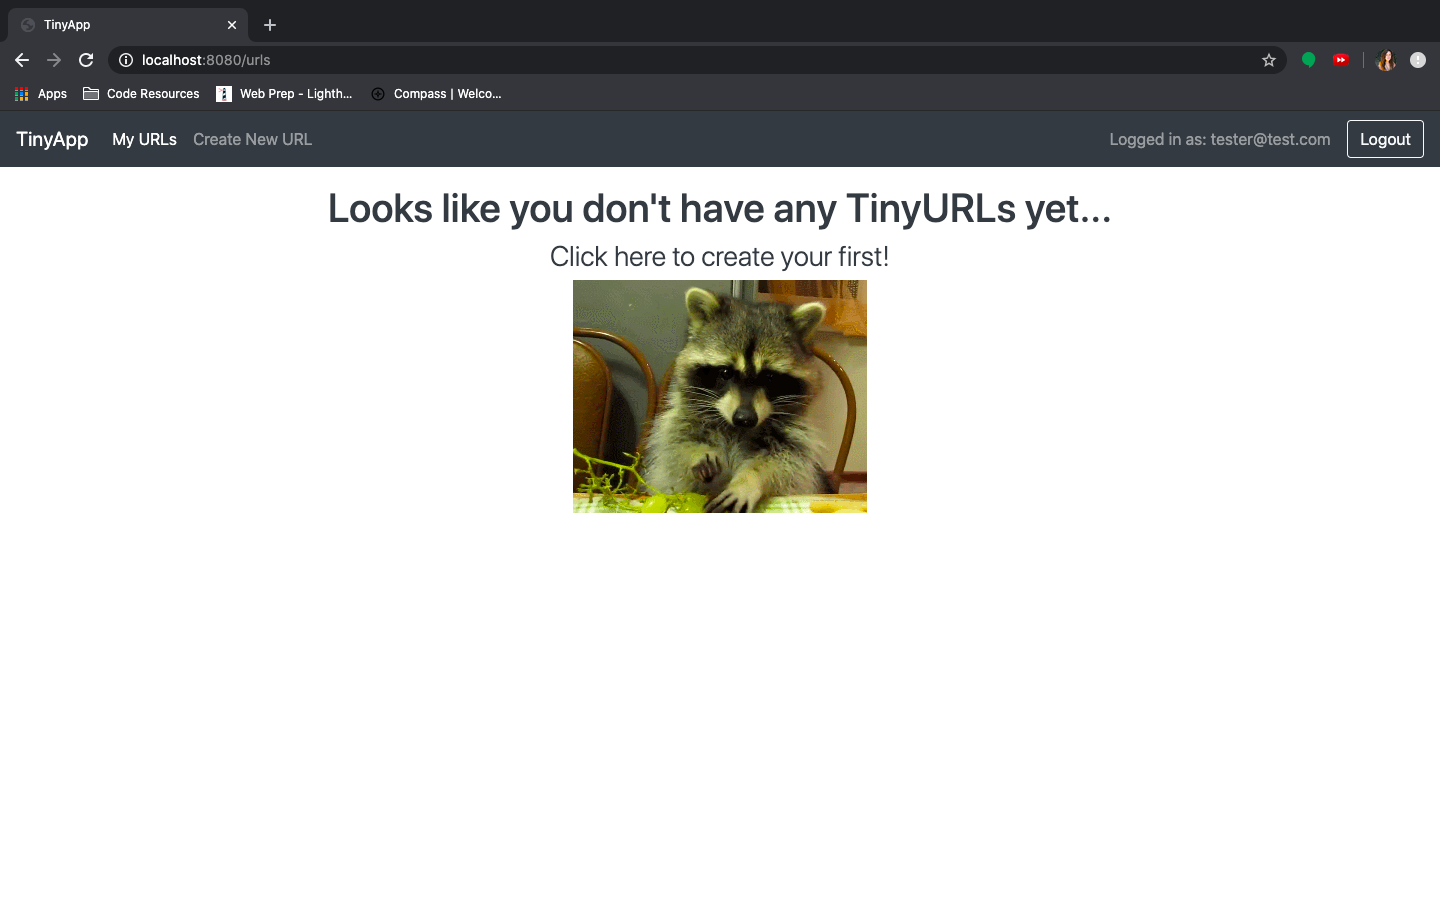 TinyApp
localhost:8080/urls
Apps Code Resources Web Prep - Lighth... Compass | Welco...
TinyApp My URLs Create New URL Logged in as: tester@test.com Logout
Looks like you don't have any TinyURLs yet...
Click here to create your first!